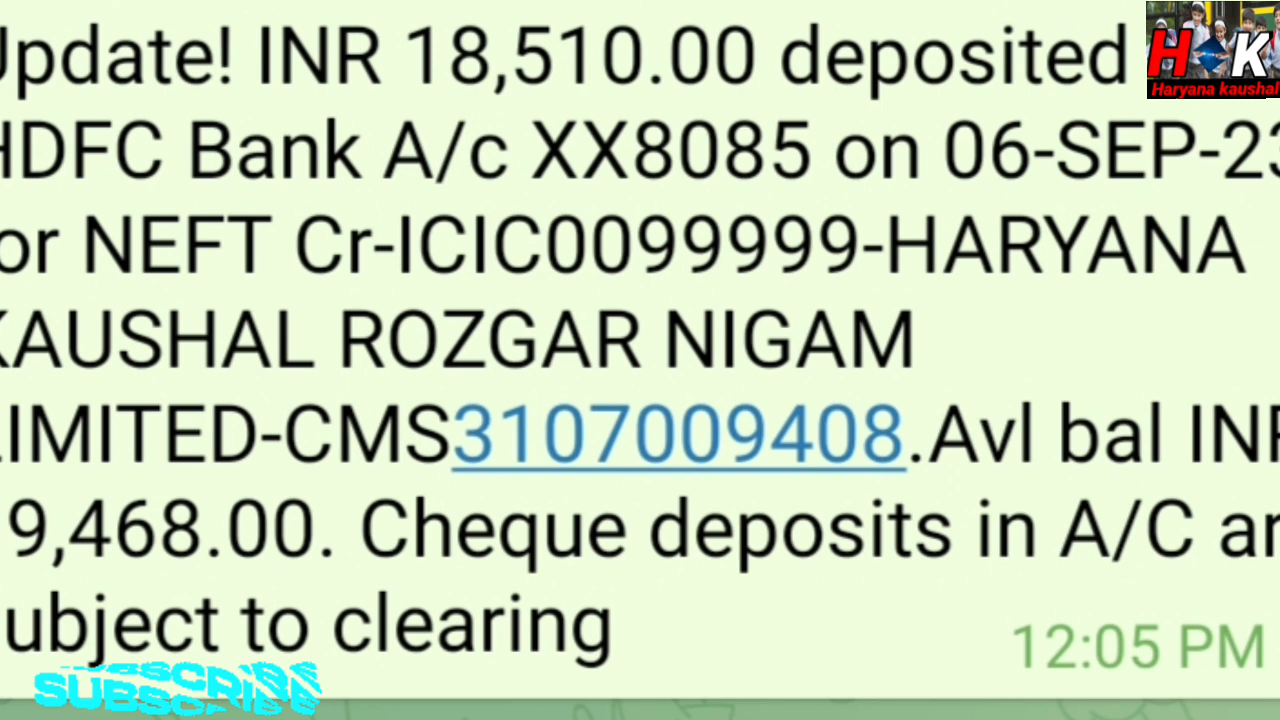 Update! INR 18,510.00 deposited
HDFC Bank A/c XX8085 on 06-SEP-23
or NEFT Cr-ICIC0099999-HARYANA
KAUSHAL ROZGAR NIGAM
LIMITED-CMS3107009408.Avl bal INR
9,468.00. Cheque deposits in A/C ar
ubject to clearing
12:05 PM
H K
Haryana kaushal
SUBSCRIBE